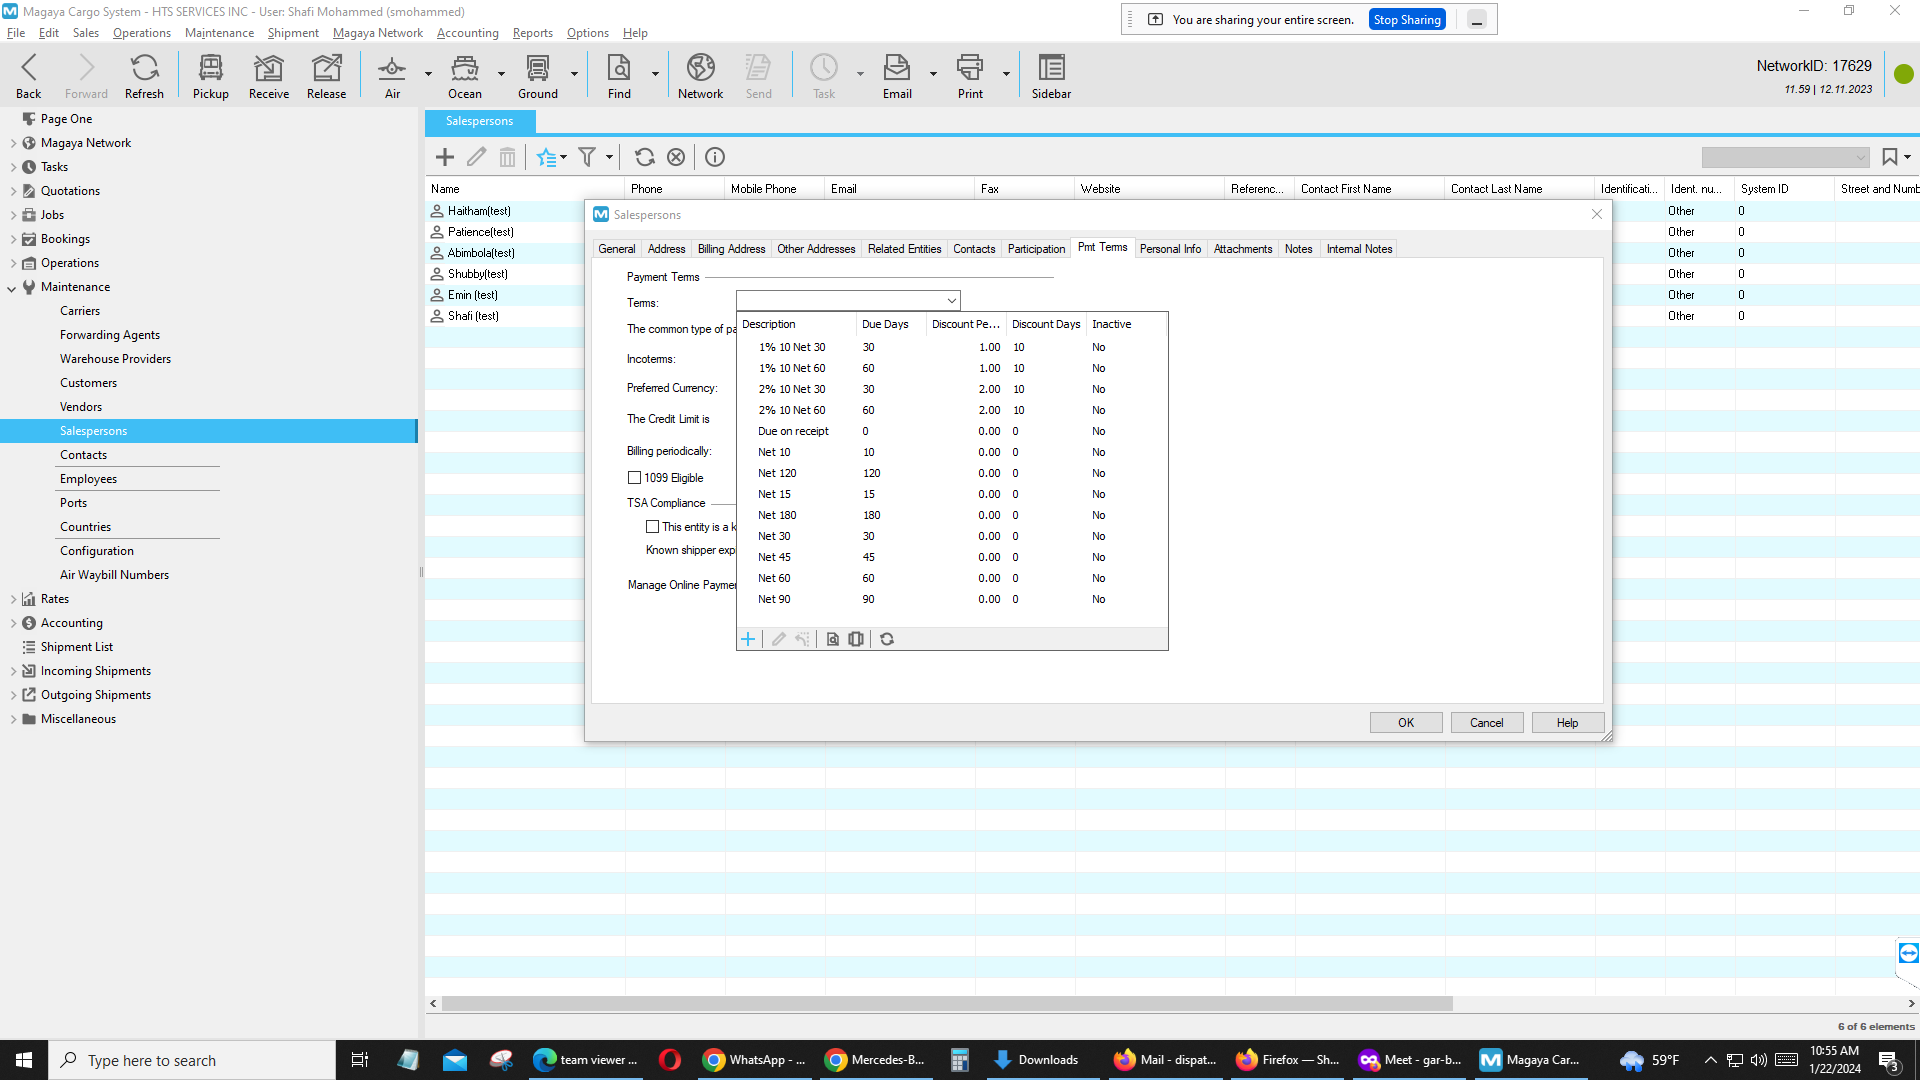 Magaya Cargo System - HTS SERVICES INC - User: Shafi Mohammed (smohammed)
You are sharing your entire screen. Stop Sharing
File Edit Sales Operations Maintenance Shipment Magaya Network Accounting Reports Options Help
Back Forward Refresh Pickup Receive Release Air Ocean Ground Find Network Send Task Email Print Sidebar
NetworkID: 17629
11.59 | 12.11.2023
Page One
Magaya Network
Tasks
Quotations
Jobs
Bookings
Operations
Maintenance
Carriers
Forwarding Agents
Warehouse Providers
Customers
Vendors
Salespersons
Contacts
Employees
Ports
Countries
Configuration
Air Waybill Numbers
Rates
Accounting
Shipment List
Incoming Shipments
Outgoing Shipments
Miscellaneous
Salespersons
Name Phone Mobile Phone Email Fax Website Referenc... Contact First Name Contact Last Name Identificati... Ident. nu... System ID Street and Numb
Haitham(test) Other 0
Patience(test) Other 0
Abimbola(test) Other 0
Shubby(test) Other 0
Emin (test) Other 0
Shafi (test) Other 0
Salespersons
General Address Billing Address Other Addresses Related Entities Contacts Participation Pmt Terms Personal Info Attachments Notes Internal Notes
Payment Terms
Terms:
The common type of pa
Incoterms:
Preferred Currency:
The Credit Limit is
Billing periodically:
1099 Eligible
TSA Compliance
This entity is a k
Known shipper exp
Manage Online Paymen
Description Due Days Discount Pe... Discount Days Inactive
1% 10 Net 30 30 1.00 10 No
1% 10 Net 60 60 1.00 10 No
2% 10 Net 30 30 2.00 10 No
2% 10 Net 60 60 2.00 10 No
Due on receipt 0 0.00 0 No
Net 10 10 0.00 0 No
Net 120 120 0.00 0 No
Net 15 15 0.00 0 No
Net 180 180 0.00 0 No
Net 30 30 0.00 0 No
Net 45 45 0.00 0 No
Net 60 60 0.00 0 No
Net 90 90 0.00 0 No
OK Cancel Help
6 of 6 elements
Type here to search
team viewer ... WhatsApp - ... Mercedes-B... Downloads Mail - dispat... Firefox — Sh... Meet - gar-b... Magaya Car... 59°F
10:55 AM
1/22/2024
3